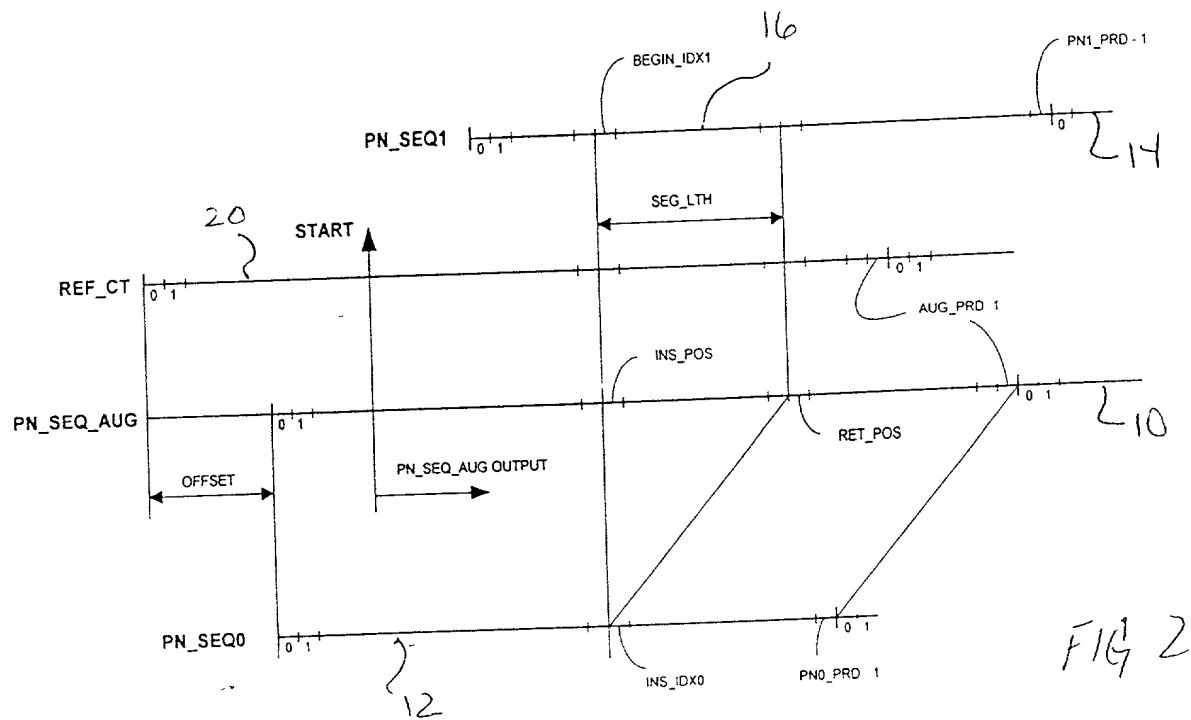 16
BEGIN_IDX1
PN1_PRD - 1
PN_SEQ1
0 1
0
14
SEG_LTH
20
START
REF_CT
0 1
0 1
AUG_PRD 1
INS_POS
PN_SEQ_AUG
0 1
0 1
RET_POS
10
OFFSET
PN_SEQ_AUG OUTPUT
PN_SEQ0
0 1
0 1
12
INS_IDX0
PN0_PRD 1
FIG 2